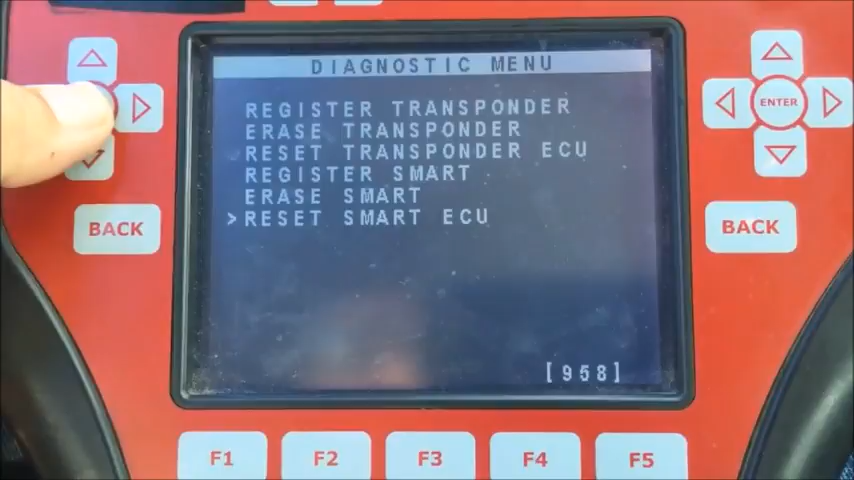 DIAGNOSTIC MENU
REGISTER TRANSPONDER
ERASE TRANSPONDER
RESET TRANSPONDER ECU
REGISTER SMART
ERASE SMART
>RESET SMART ECU
[958]
ENTER
BACK
BACK
F1
F2
F3
F4
F5